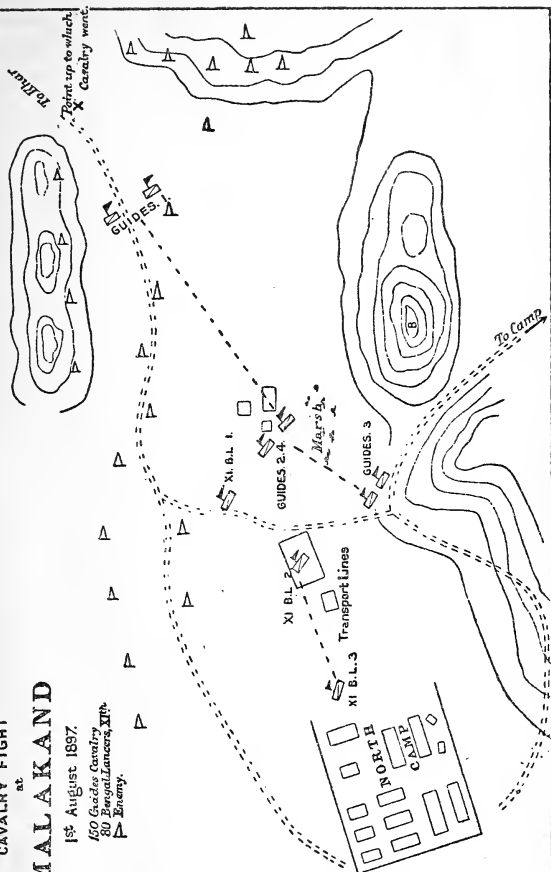 CAVALRY FIGHT
at
MALAKAND
1st August 1897.
150 Guides Cavalry
80 Bengal Lancers, XIth
Enemy.
To Khar
Point up to which
X Cavalry went.
GUIDES. 1.
XI. B.L. 1.
GUIDES. 2.4.
Marsh
GUIDES. 3
B
To Camp
XI B.L. 2
Transport Lines
XI B.L. 3
NORTH
CAMP